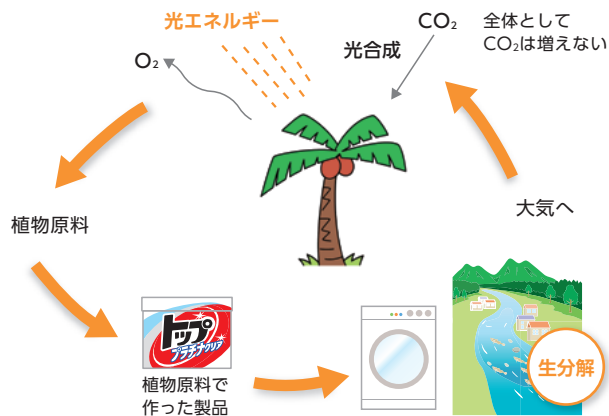 光エネルギー
CO₂
全体として
CO₂は増えない
光合成
O₂
植物原料
大気へ
トップ
プラチナクリア
植物原料で
作った製品
生分解